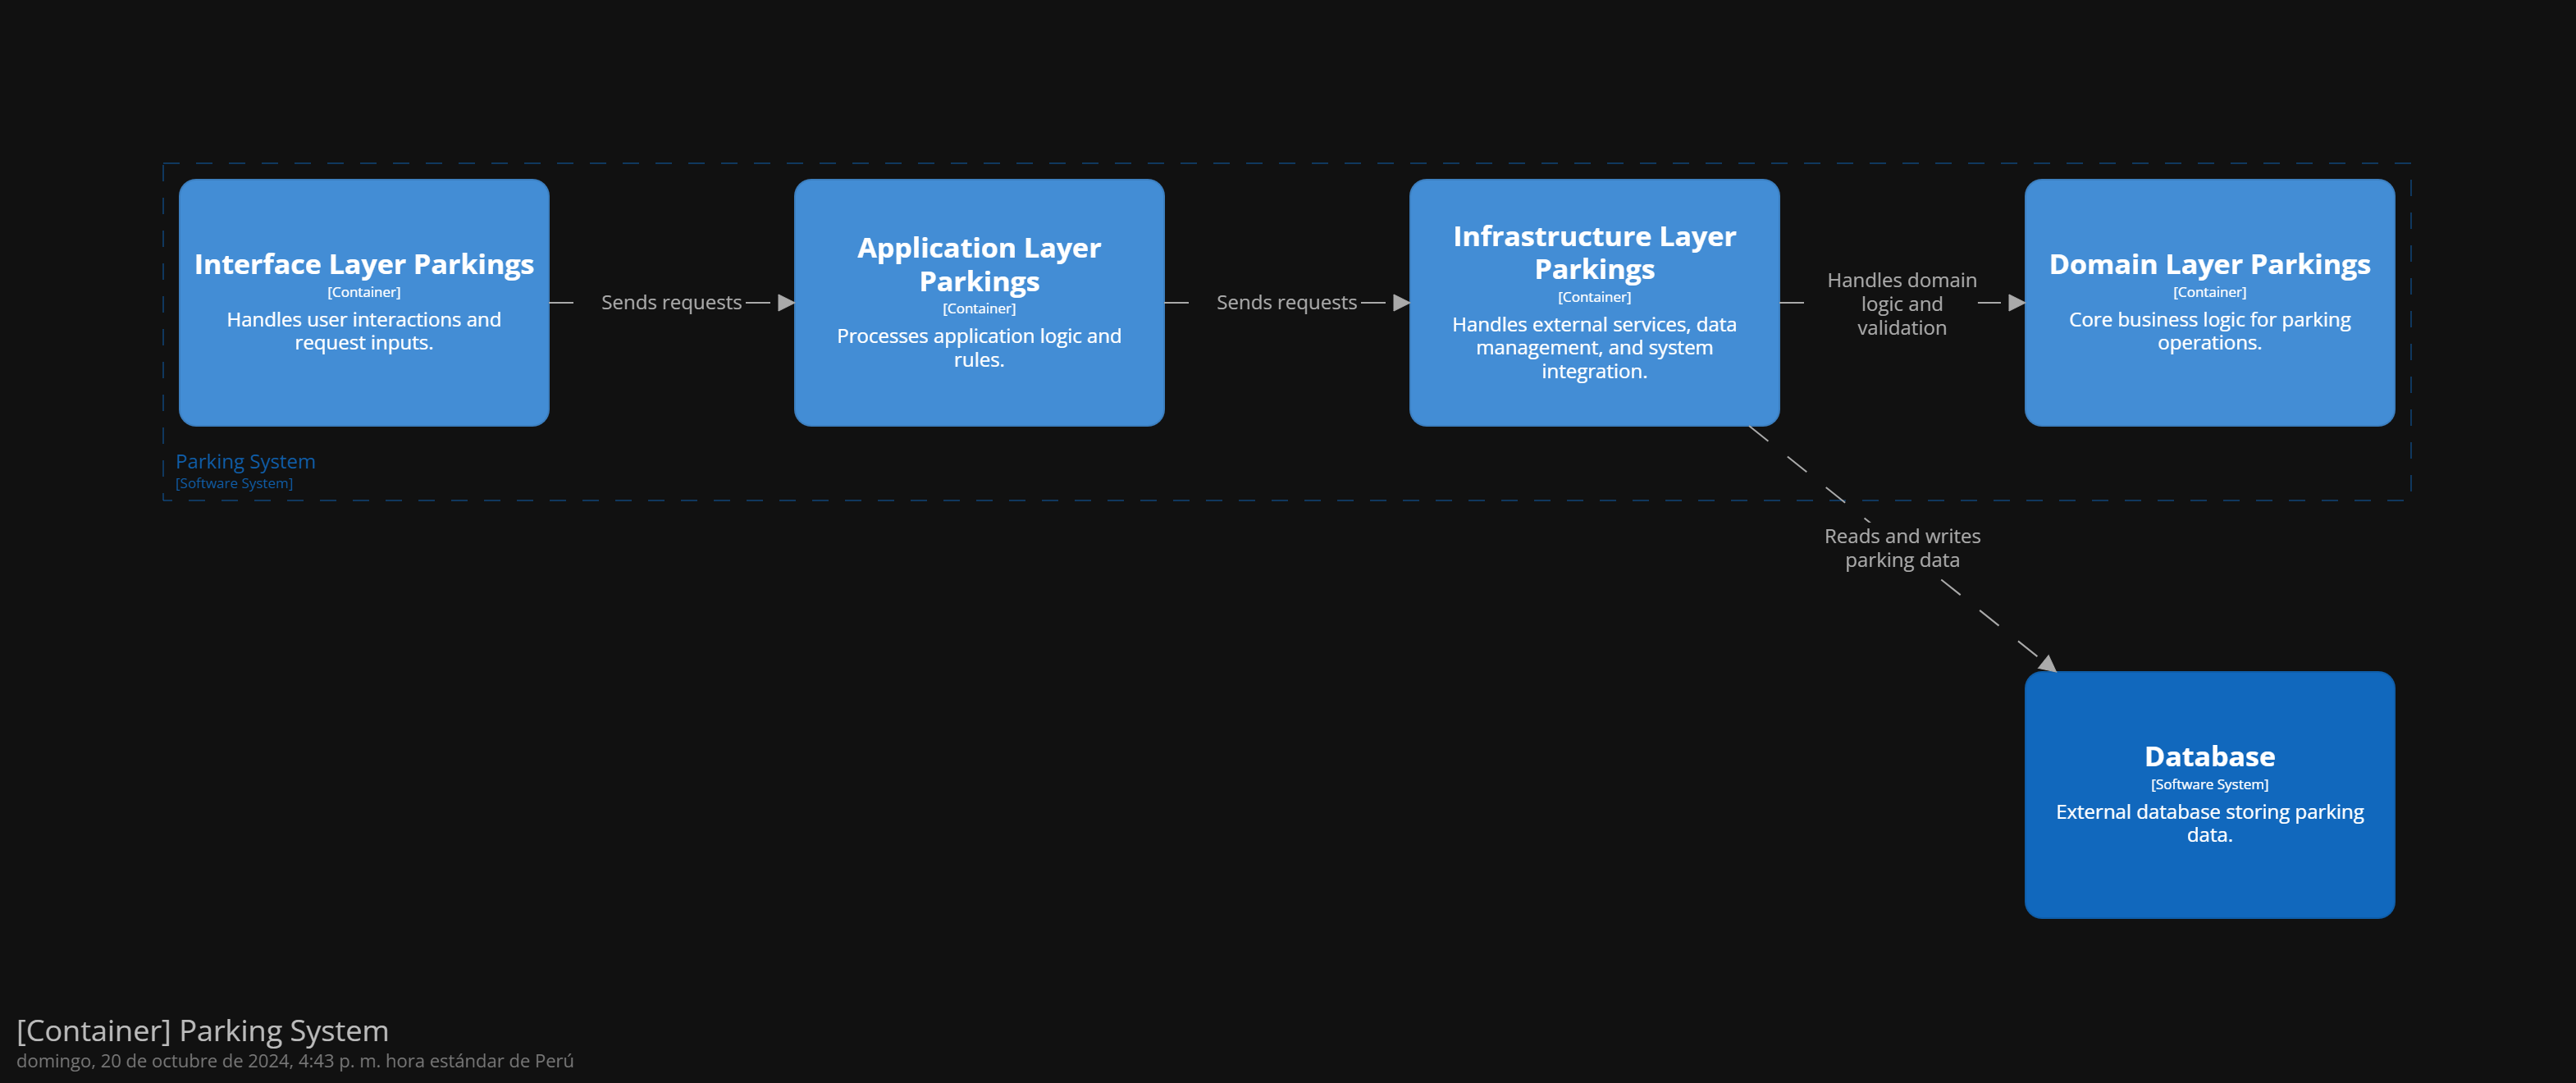 Interface Layer Parkings
[Container]
Handles user interactions and
request inputs.
Sends requests
Application Layer
Parkings
[Container]
Processes application logic and
rules.
Sends requests
Infrastructure Layer
Parkings
[Container]
Handles external services, data
management, and system
integration.
Handles domain
logic and
validation
Domain Layer Parkings
[Container]
Core business logic for parking
operations.
Parking System
[Software System]
Reads and writes
parking data
Database
[Software System]
External database storing parking
data.
[Container] Parking System
domingo, 20 de octubre de 2024, 4:43 p. m. hora estándar de Perú